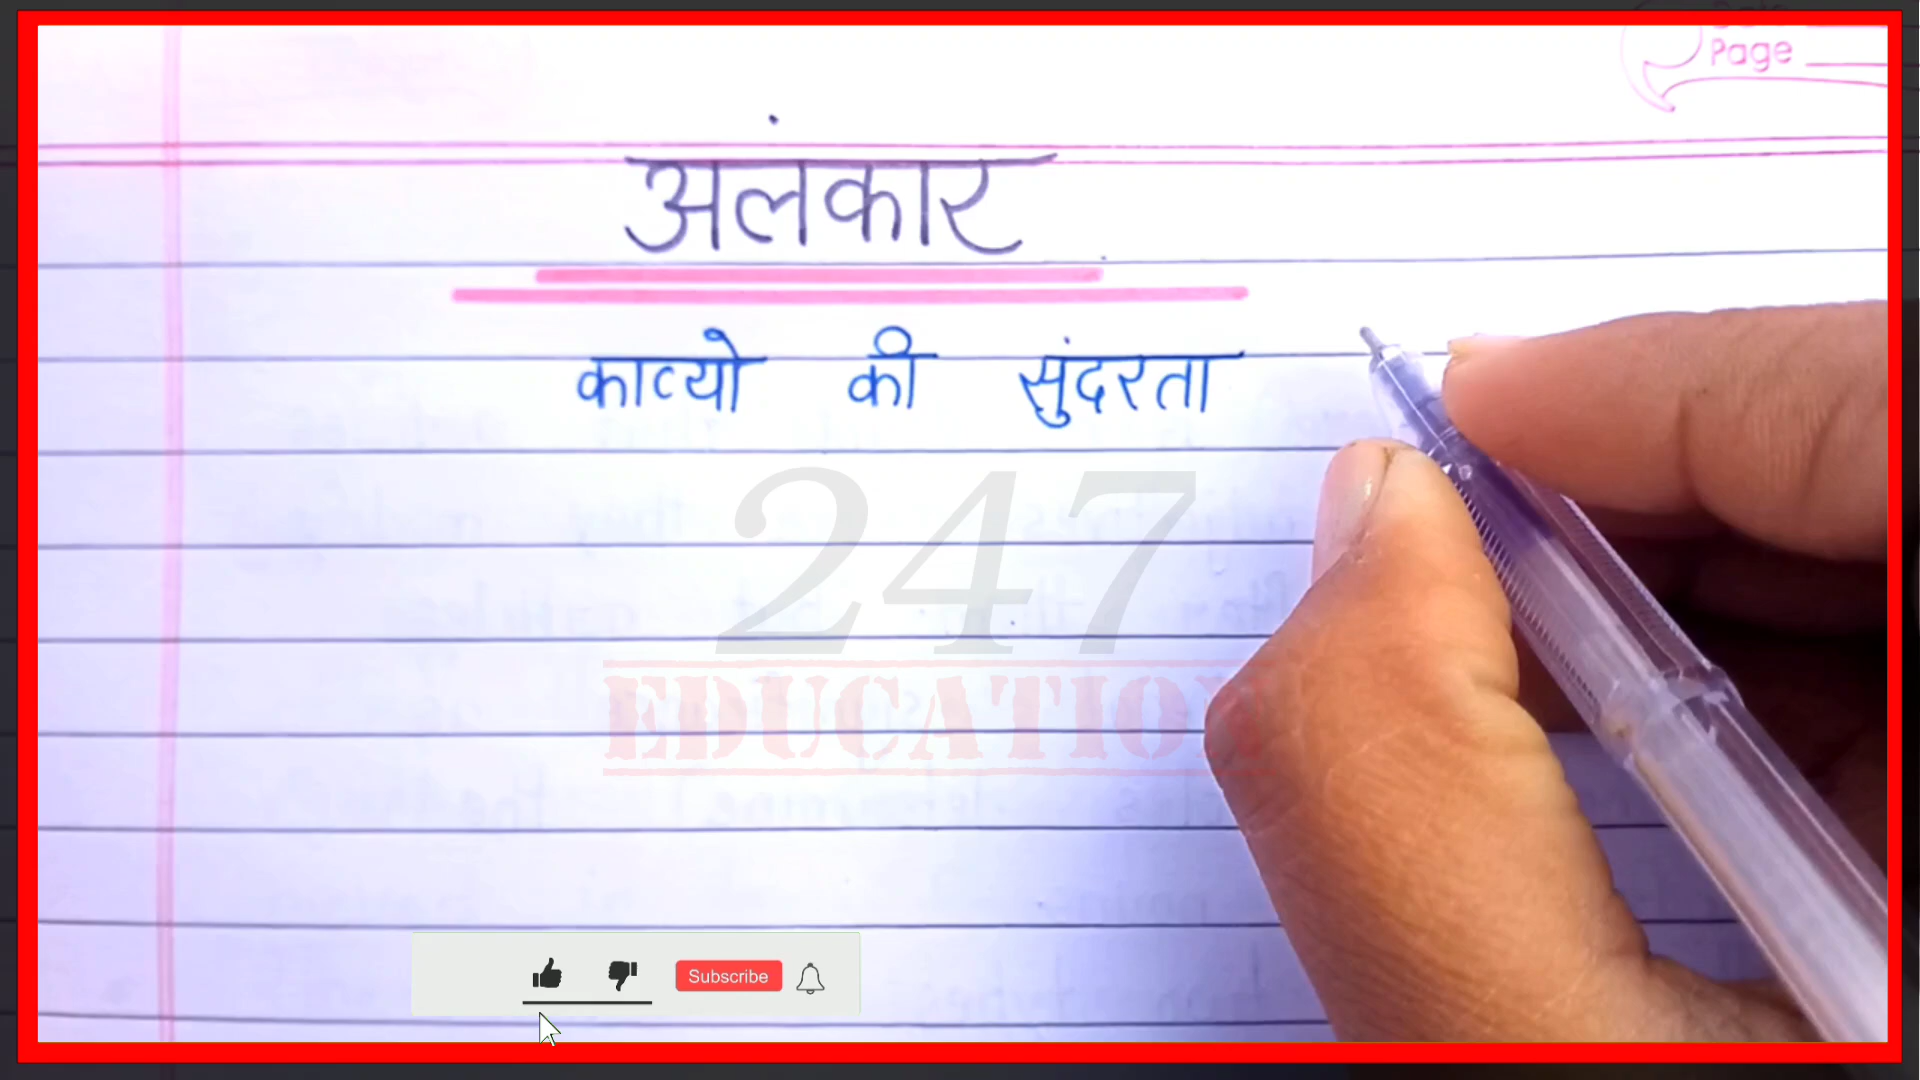 Page
अलंकार
काव्यो की सुंदरता
247
EDUCATION
Subscribe